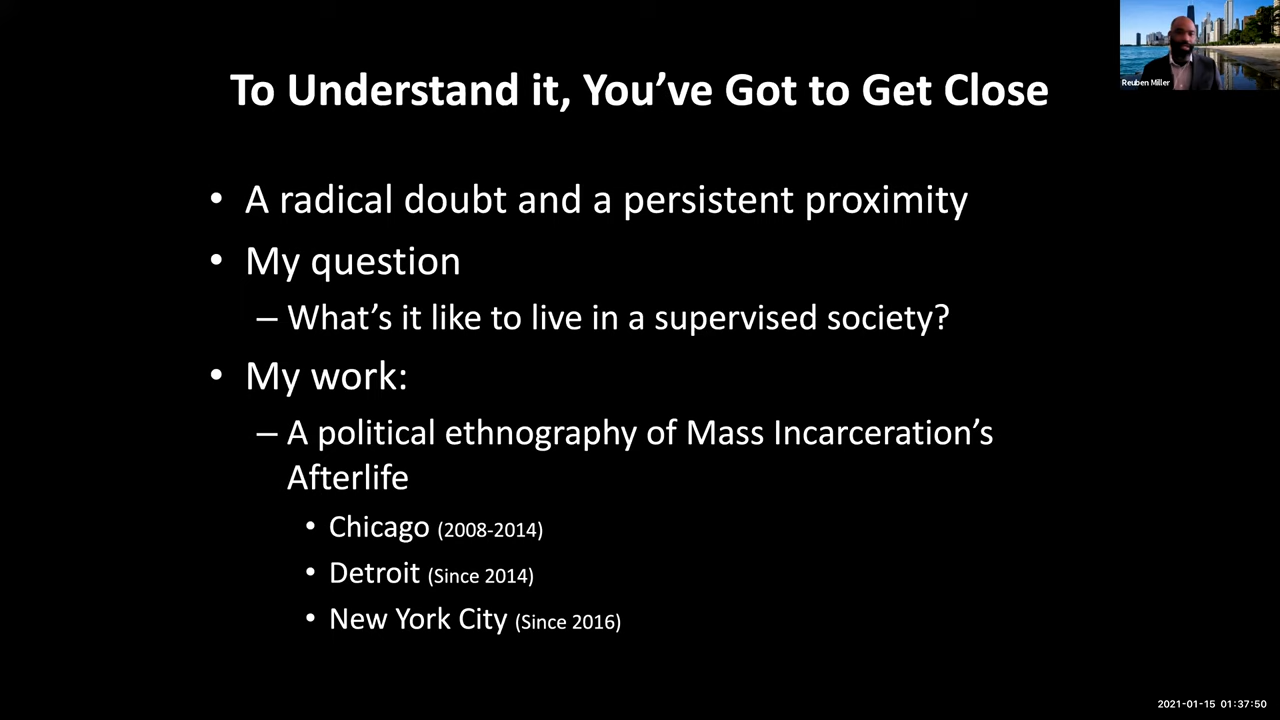 To Understand it, You've Got to Get Close
Reuben Miller
• A radical doubt and a persistent proximity
• My question
– What's it like to live in a supervised society?
• My work:
– A political ethnography of Mass Incarceration's
Afterlife
• Chicago (2008-2014)
• Detroit (Since 2014)
• New York City (Since 2016)
2021-01-15 01:37:50